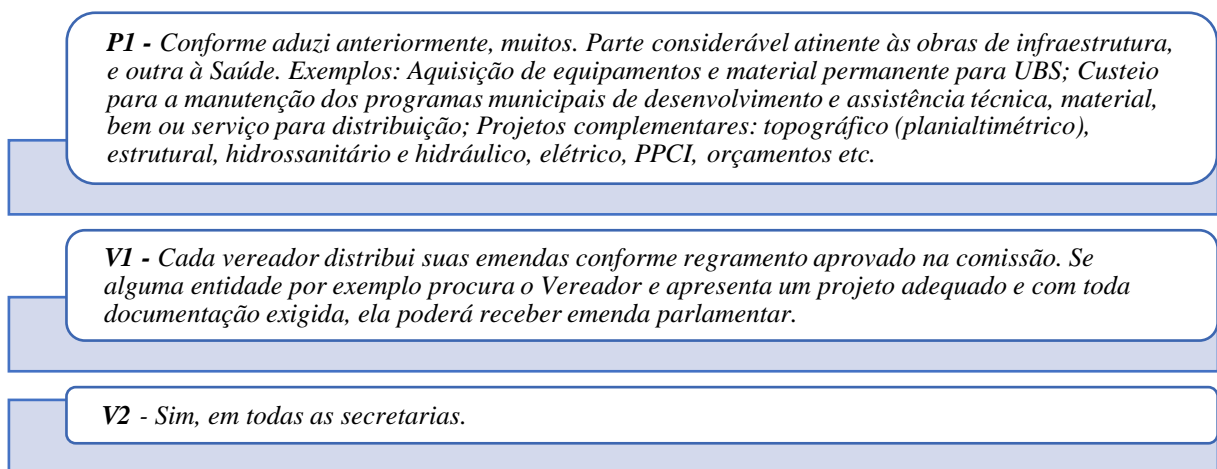 P1 - Conforme aduzi anteriormente, muitos. Parte considerável atinente às obras de infraestrutura,
e outra à Saúde. Exemplos: Aquisição de equipamentos e material permanente para UBS; Custeio
para a manutenção dos programas municipais de desenvolvimento e assistência técnica, material,
bem ou serviço para distribuição; Projetos complementares: topográfico (planialtimétrico),
estrutural, hidrossanitário e hidráulico, elétrico, PPCI, orçamentos etc.
V1 - Cada vereador distribui suas emendas conforme regramento aprovado na comissão. Se
alguma entidade por exemplo procura o Vereador e apresenta um projeto adequado e com toda
documentação exigida, ela poderá receber emenda parlamentar.
V2 - Sim, em todas as secretarias.